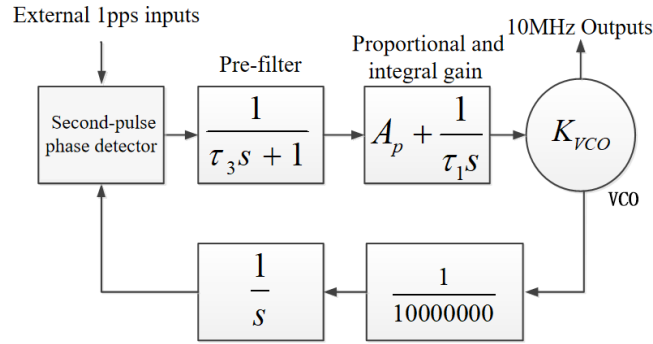 External 1pps inputs
10MHz Outputs
Pre-filter
Proportional and
integral gain
Second-pulse
phase detector
1
τ₃s + 1
Aₚ + 1
τ₁s
K_VCO
VCO
1
s
1
10000000